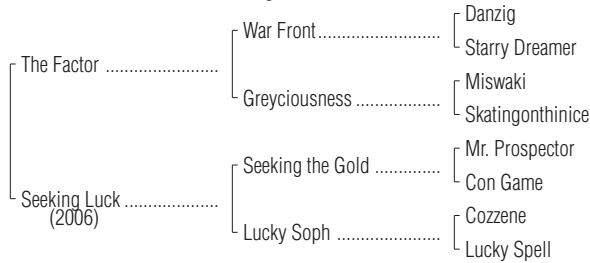 Danzig
War Front..........................
Starry Dreamer
The Factor ........................
Miswaki
Greyciousness ..................
Skatingonthinice
Mr. Prospector
Seeking the Gold ..............
Con Game
Seeking Luck ....................
(2006)
Cozzene
Lucky Soph ......................
Lucky Spell